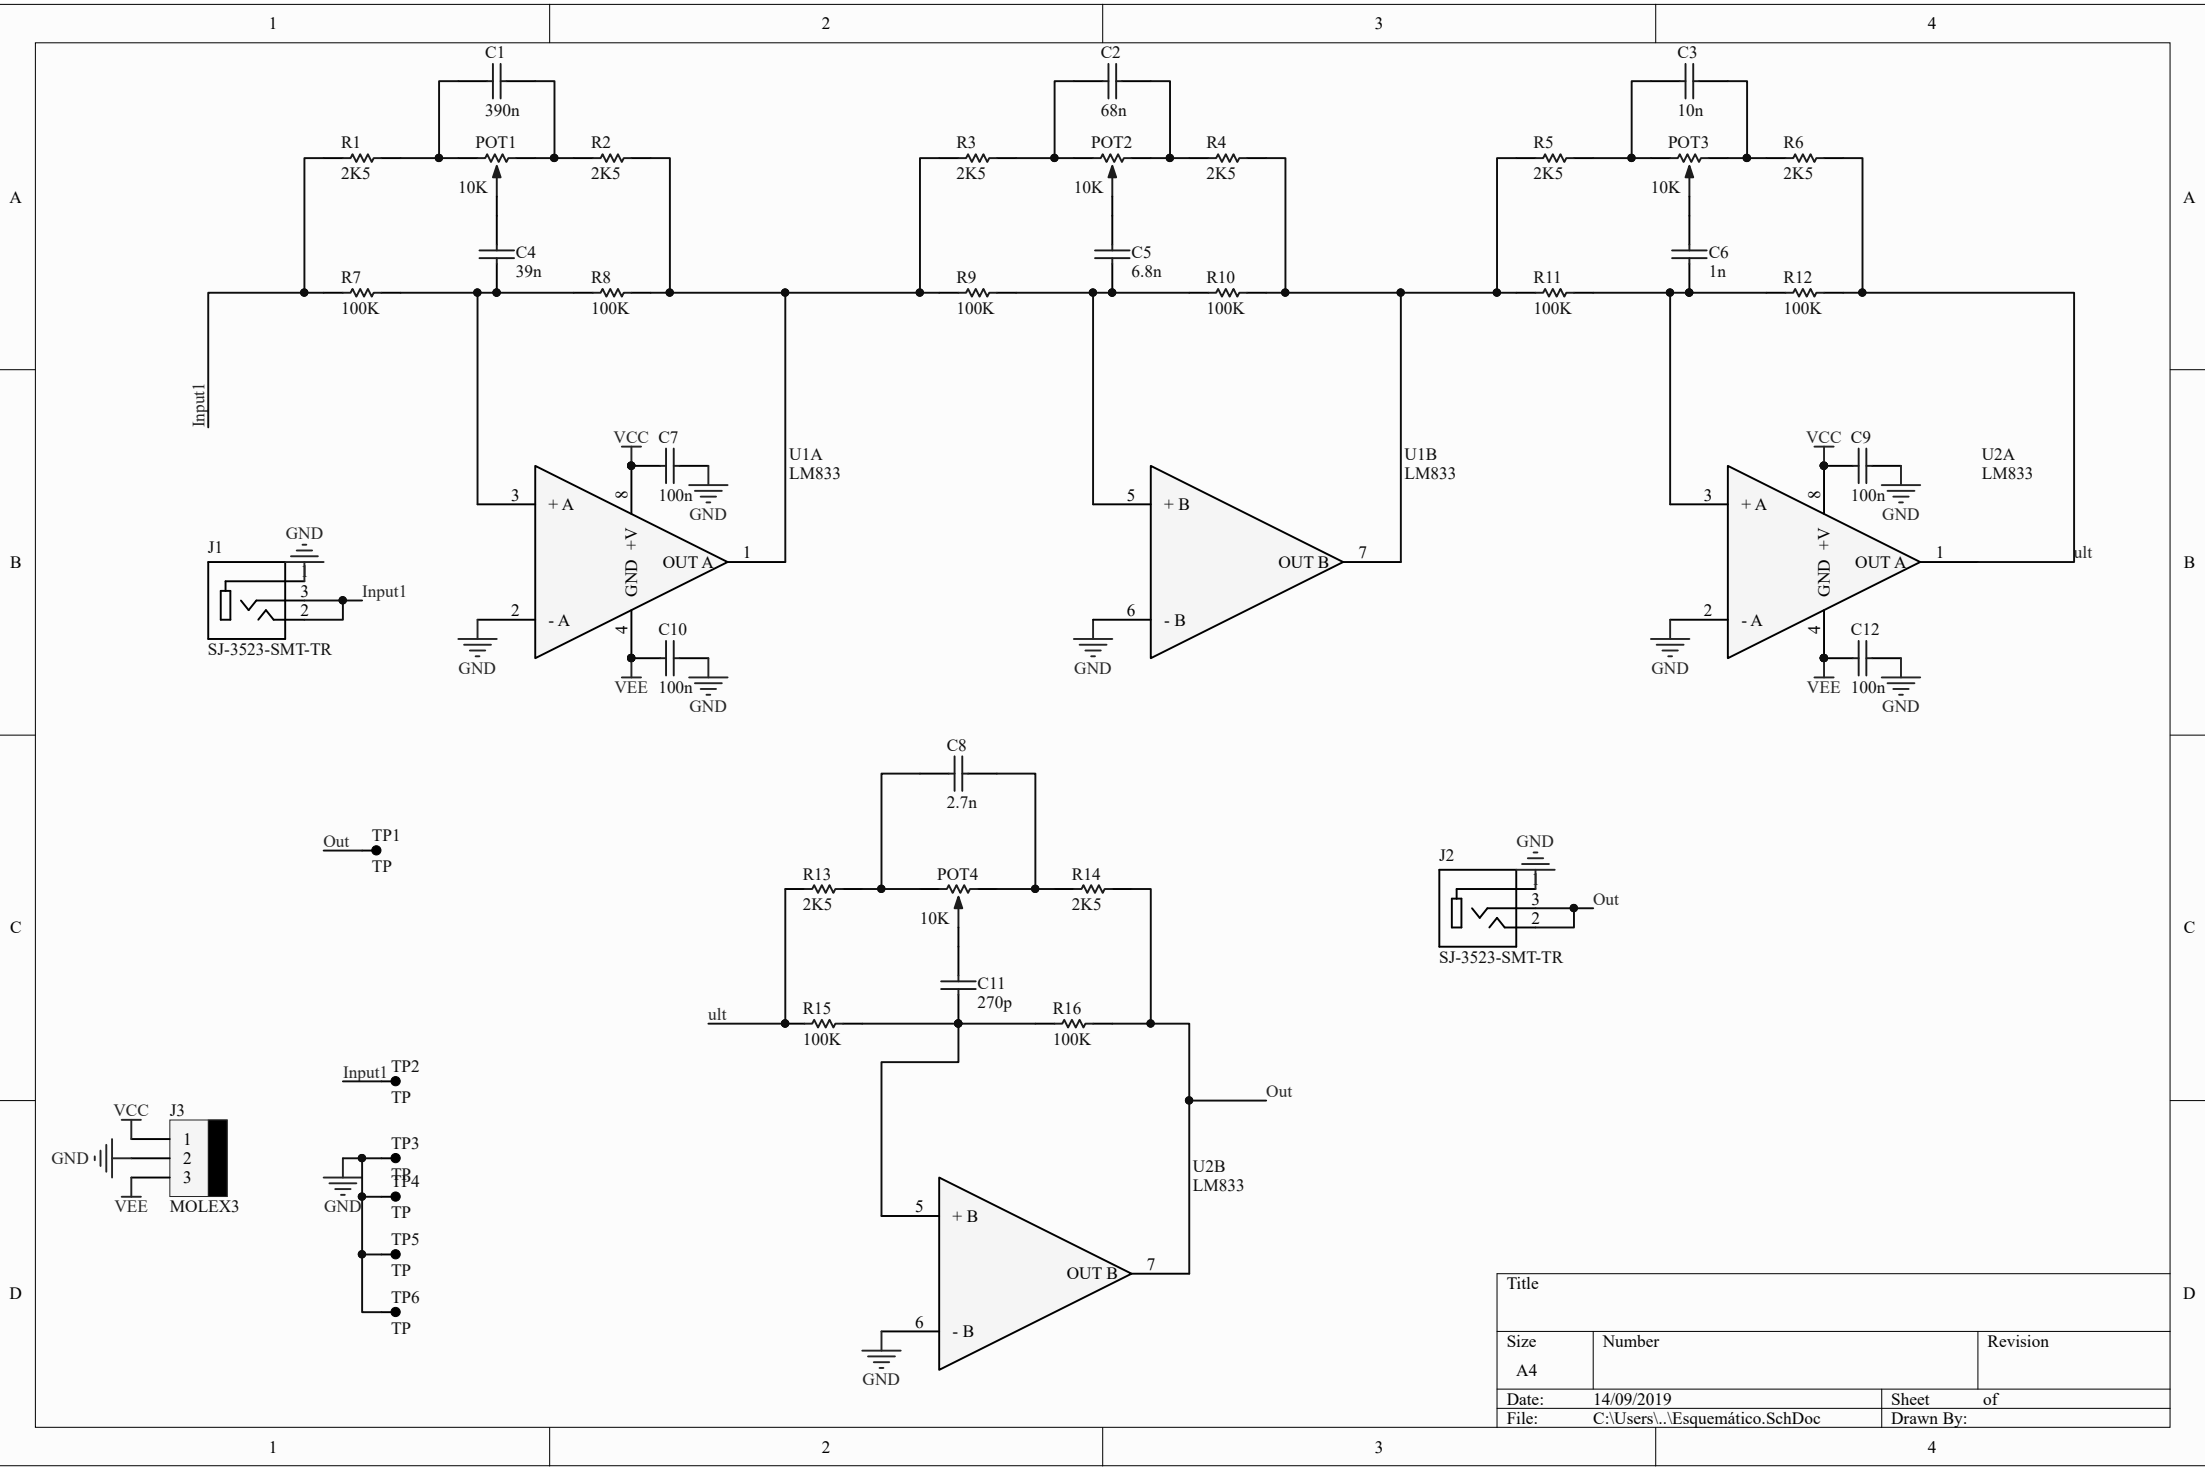 1 2 3 4
C1 C2 C3
390n 68n 10n
R1 POT1 R2 R3 POT2 R4 R5 POT3 R6
2K5 2K5 2K5 2K5 2K5 2K5
10K 10K 10K
A A
C4 C5 C6
39n 6.8n 1n
R7 R8 R9 R10 R11 R12
100K 100K 100K 100K 100K 100K
Input1
VCC C7 VCC C9
U1A U1B U2A
LM833 LM833 LM833
8 100n 8 100n
3 + A 5 + B 3 + A
GND GND
GND +V GND +V
J1 GND
1
B OUT A 1 OUT B 7 OUT A 1 ult B
3 Input1
2
SJ-3523-SMT-TR
2 - A 6 - B 2 - A
4 C10 4 C12
GND GND GND
VEE 100n VEE 100n
GND GND
C8
2.7n
Out TP1
TP
J2 GND
1
3 Out
2
SJ-3523-SMT-TR
R13 POT4 R14
2K5 2K5
10K
C C
C11
270p
ult R15 R16
100K 100K
Input1 TP2
TP
Out
VCC J3
1
GND 2
3
VEE MOLEX3
TP3
TP
TP4
GND TP
TP5
TP
TP6
TP
U2B
LM833
5 + B
OUT B 7
6 - B
GND
D D
Title
Size Number Revision
A4
Date: 14/09/2019 Sheet of
File: C:\Users\..\Esquemático.SchDoc Drawn By:
1 2 3 4